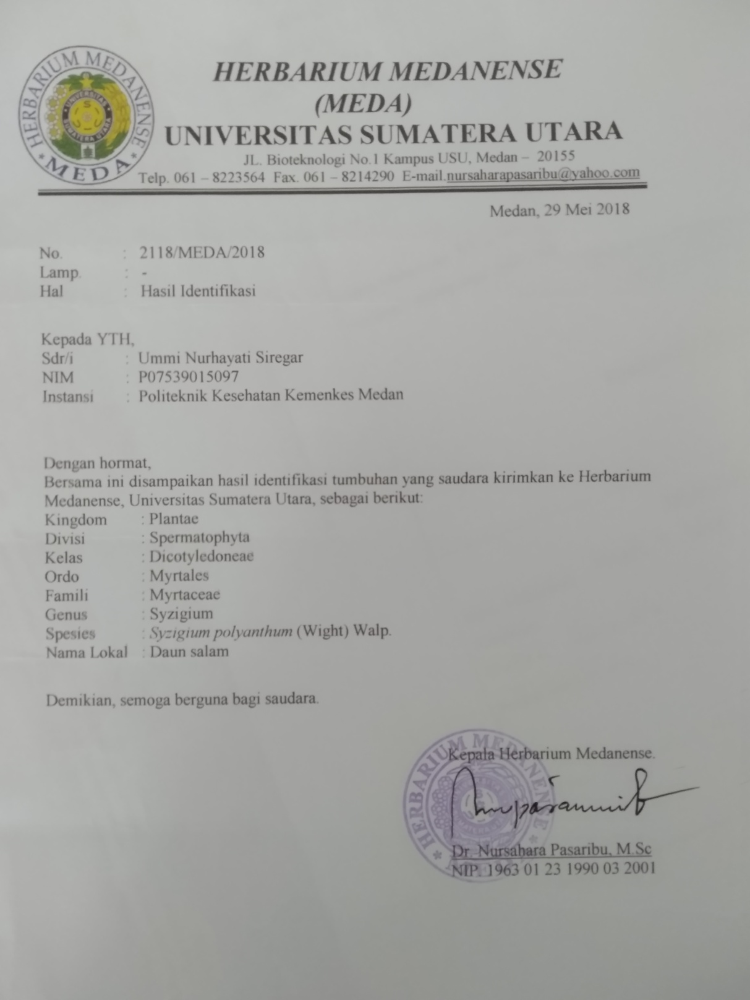 HERBARIUM MEDANENSE
(MEDA)
UNIVERSITAS SUMATERA UTARA
JL. Bioteknologi No.1 Kampus USU, Medan – 20155
Telp. 061 – 8223564 Fax. 061 – 8214290 E-mail.nursaharapasaribu@yahoo.com
HERBARIUM MEDANENSE
* MEDA *
UNIVERSITAS
SUMATERA UTARA
Medan, 29 Mei 2018
No. : 2118/MEDA/2018
Lamp. : -
Hal : Hasil Identifikasi
Kepada YTH,
Sdr/i : Ummi Nurhayati Siregar
NIM : P07539015097
Instansi : Politeknik Kesehatan Kemenkes Medan
Dengan hormat,
Bersama ini disampaikan hasil identifikasi tumbuhan yang saudara kirimkan ke Herbarium
Medanense, Universitas Sumatera Utara, sebagai berikut:
Kingdom : Plantae
Divisi : Spermatophyta
Kelas : Dicotyledoneae
Ordo : Myrtales
Famili : Myrtaceae
Genus : Syzigium
Spesies : Syzigium polyanthum (Wight) Walp.
Nama Lokal : Daun salam
Demikian, semoga berguna bagi saudara.
Kepala Herbarium Medanense.
HERBARIUM MEDANENSE
Dr. Nursahara Pasaribu, M.Sc
NIP. 1963 01 23 1990 03 2001